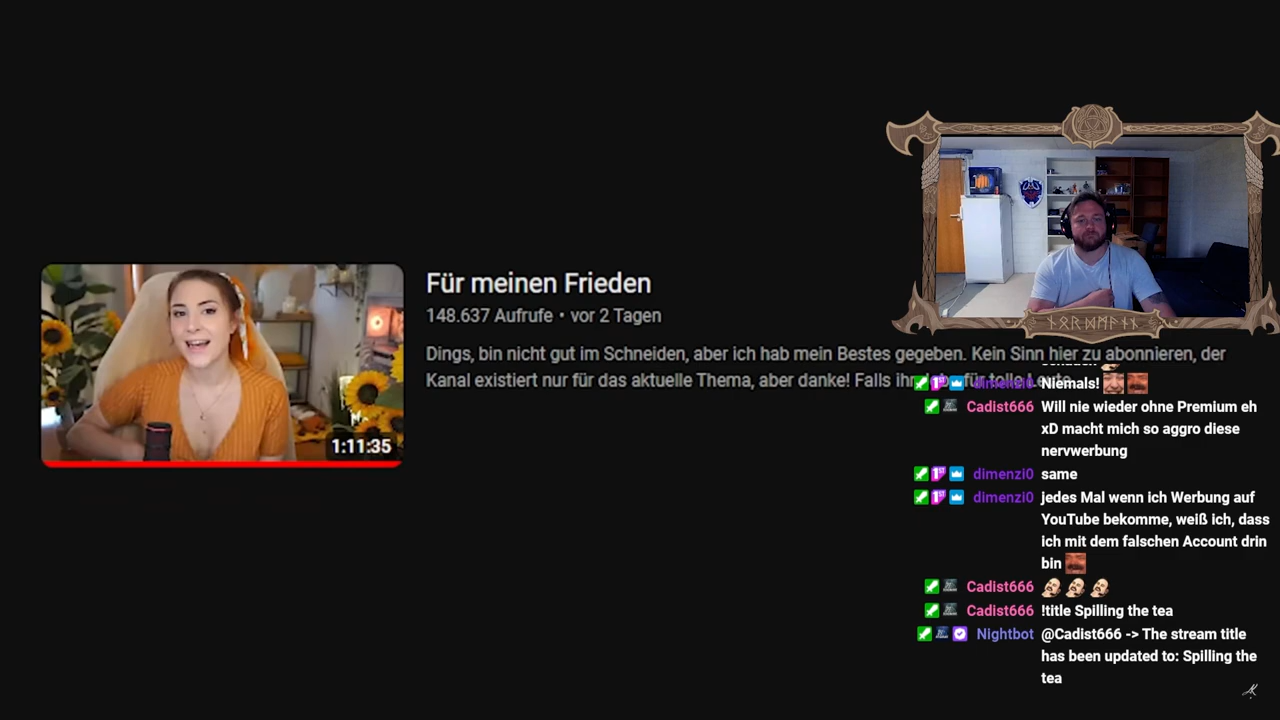 Für meinen Frieden
148.637 Aufrufe • vor 2 Tagen
Dings, bin nicht gut im Schneiden, aber ich hab mein Bestes gegeben. Kein Sinn hier zu abonnieren, der
Kanal existiert nur für das aktuelle Thema, aber danke! Falls ihr für tolle
1:11:35
dimenzi0 Niemals!
Cadist666 Will nie wieder ohne Premium eh
xD macht mich so aggro diese
nervwerbung
dimenzi0 same
dimenzi0 jedes Mal wenn ich Werbung auf
YouTube bekomme, weiß ich, dass
ich mit dem falschen Account drin
bin
Cadist666
Cadist666 !title Spilling the tea
Nightbot @Cadist666 -> The stream title
has been updated to: Spilling the
tea